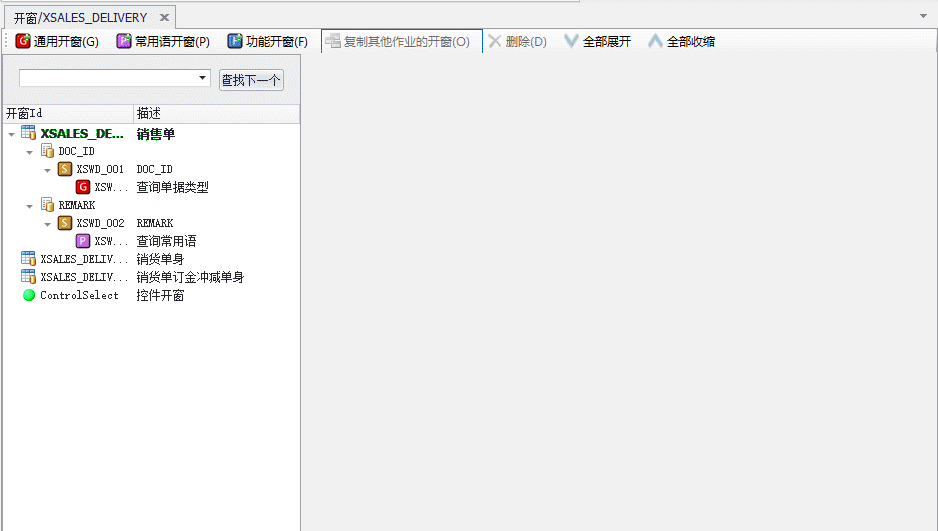 开窗/XSALES_DELIVERY
通用开窗(G) 常用语开窗(P) 功能开窗(F) 复制其他作业的开窗(O) 删除(D) 全部展开 全部收缩
查找下一个
开窗Id 描述
XSALES_DE... 销售单
DOC_ID
S XSWD_001 DOC_ID
G XSW... 查询单据类型
REMARK
S XSWD_002 REMARK
P XSW... 查询常用语
XSALES_DELIV... 销货单身
XSALES_DELIV... 销货单订金冲减单身
ControlSelect 控件开窗